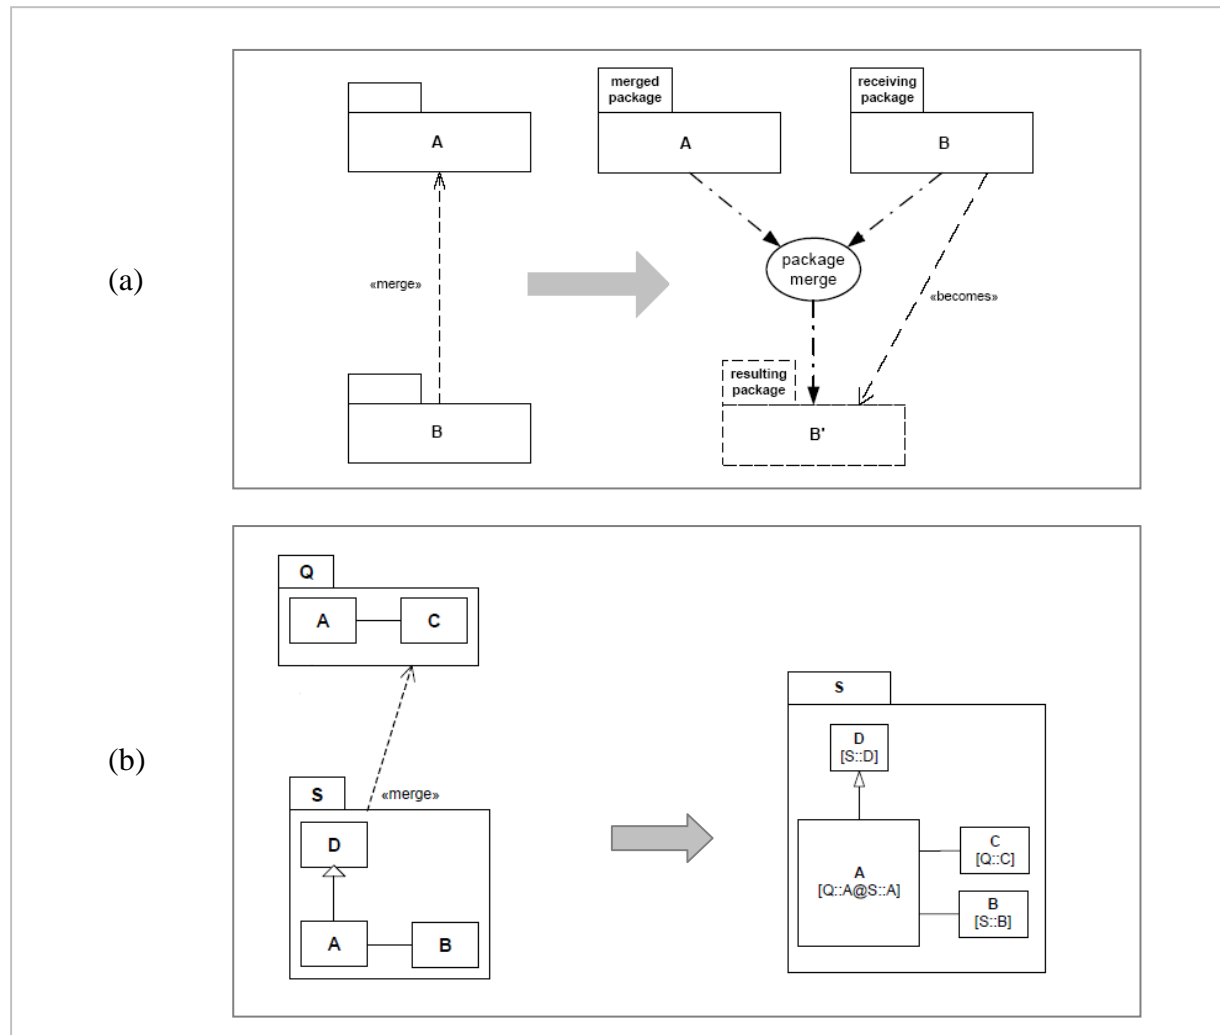 (a)
A
«merge»
B
merged
package
A
receiving
package
B
package
merge
«becomes»
resulting
package
B'
(b)
Q
A
C
«merge»
S
D
A
B
S
D
[S::D]
A
[Q::A@S::A]
C
[Q::C]
B
[S::B]